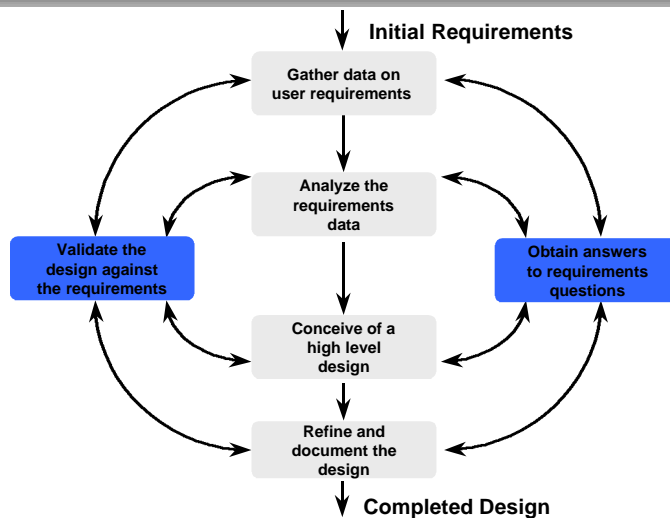 Initial Requirements
Gather data on
user requirements
Analyze the
requirements
data
Validate the
design against
the requirements
Obtain answers
to requirements
questions
Conceive of a
high level
design
Refine and
document the
design
Completed Design